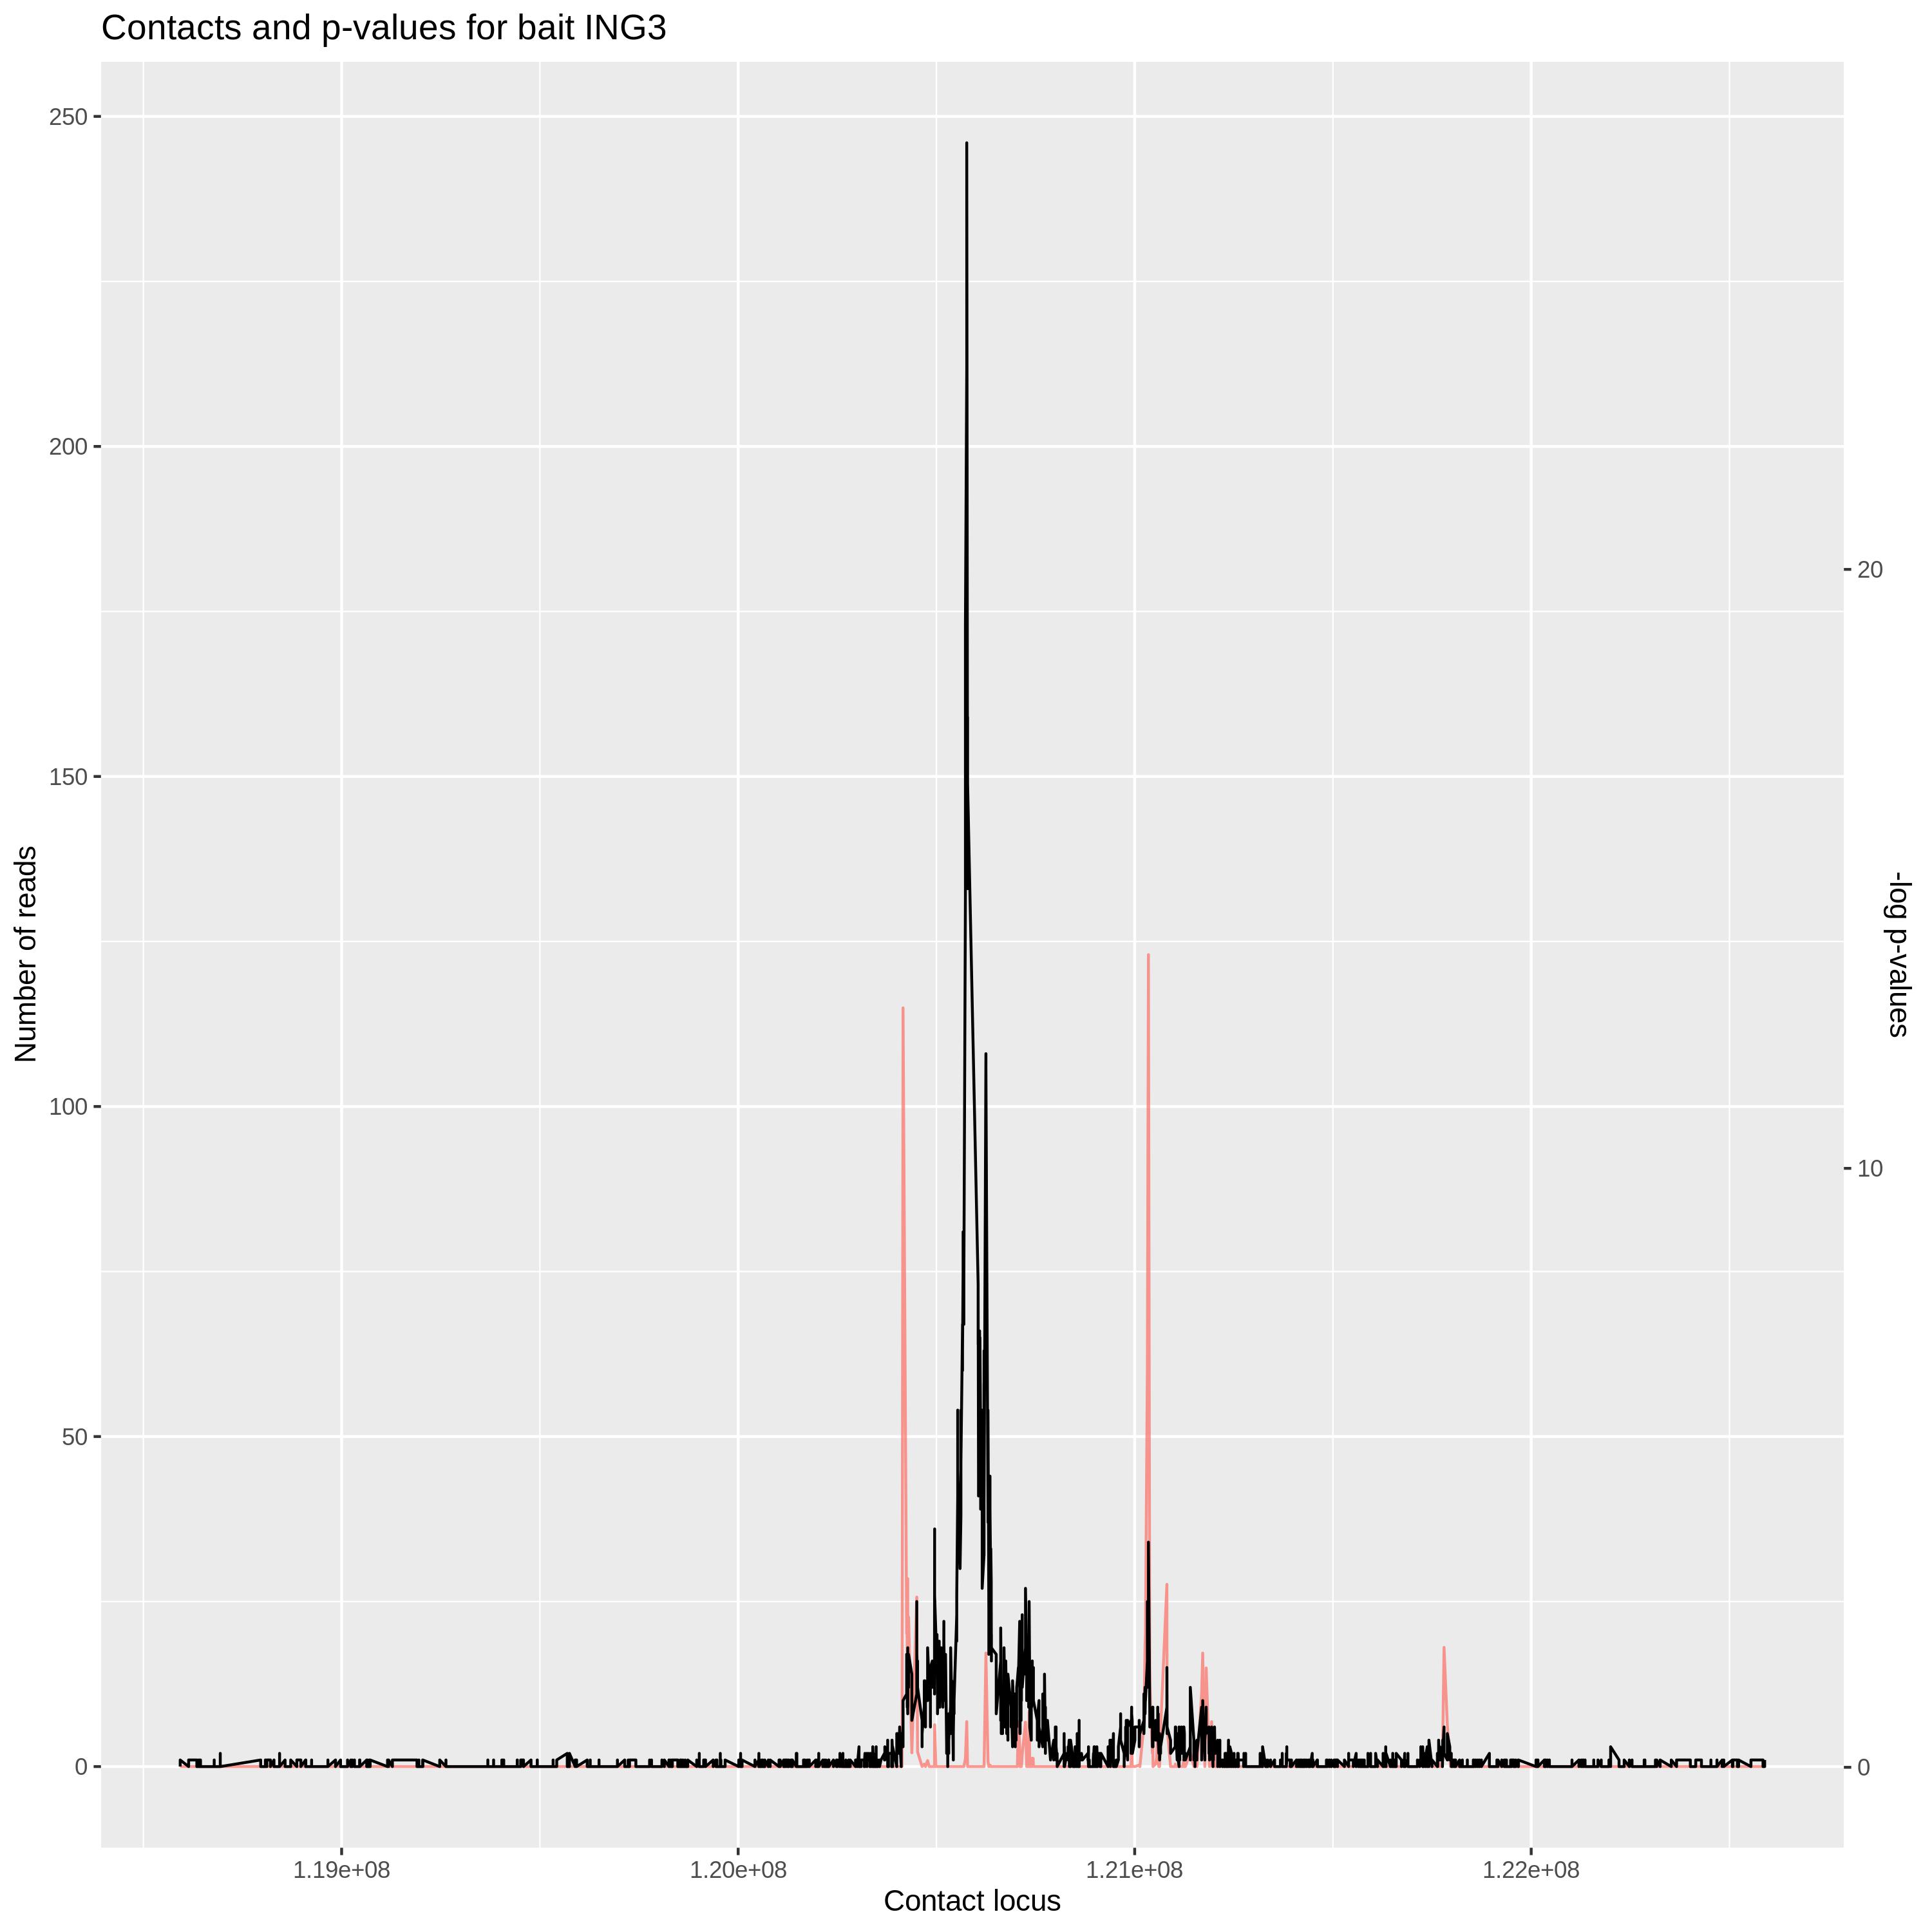 Contacts and p-values for bait ING3
250
200
150
100
50
0
Number of reads
20
10
0
-log p-values
1.19e+08
1.20e+08
1.21e+08
1.22e+08
Contact locus